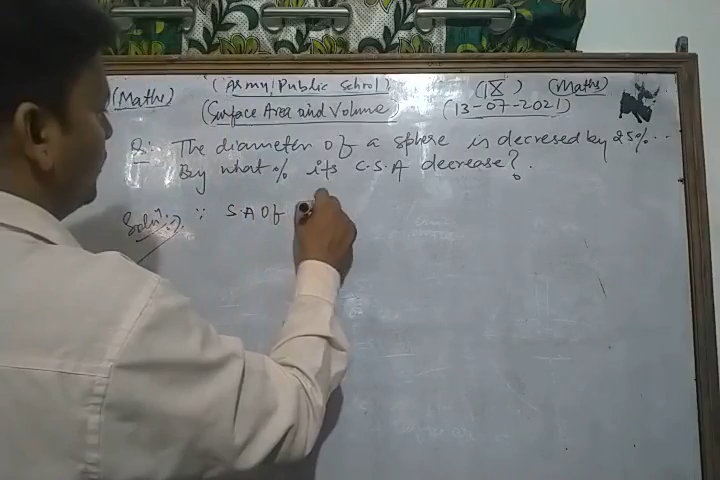 (Maths) (Army Public School) (IX) (Maths)
(Surface Area and Volume) (13-07-2021)
Q: The diameter of a sphere is decresed by 25%...
By what % its C.S.A decrease?
Soln: ∵ S.A of